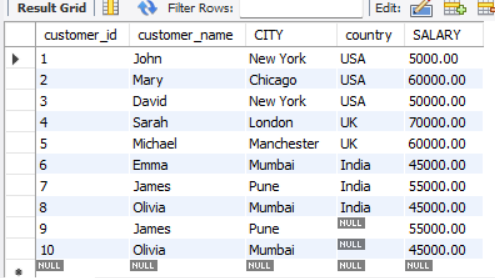 Result Grid Filter Rows: Edit:
customer_id customer_name CITY country SALARY
1 John New York USA 5000.00
2 Mary Chicago USA 60000.00
3 David New York USA 50000.00
4 Sarah London UK 70000.00
5 Michael Manchester UK 60000.00
6 Emma Mumbai India 45000.00
7 James Pune India 55000.00
8 Olivia Mumbai India 45000.00
9 James Pune NULL 55000.00
10 Olivia Mumbai NULL 45000.00
NULL NULL NULL NULL NULL